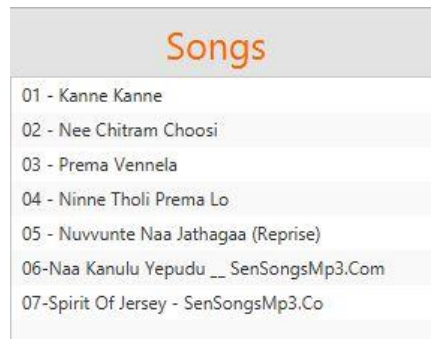 Songs
01 - Kanne Kanne
02 - Nee Chitram Choosi
03 - Prema Vennela
04 - Ninne Tholi Prema Lo
05 - Nuvvunte Naa Jathagaa (Reprise)
06-Naa Kanulu Yepudu __ SenSongsMp3.Com
07-Spirit Of Jersey - SenSongsMp3.Co